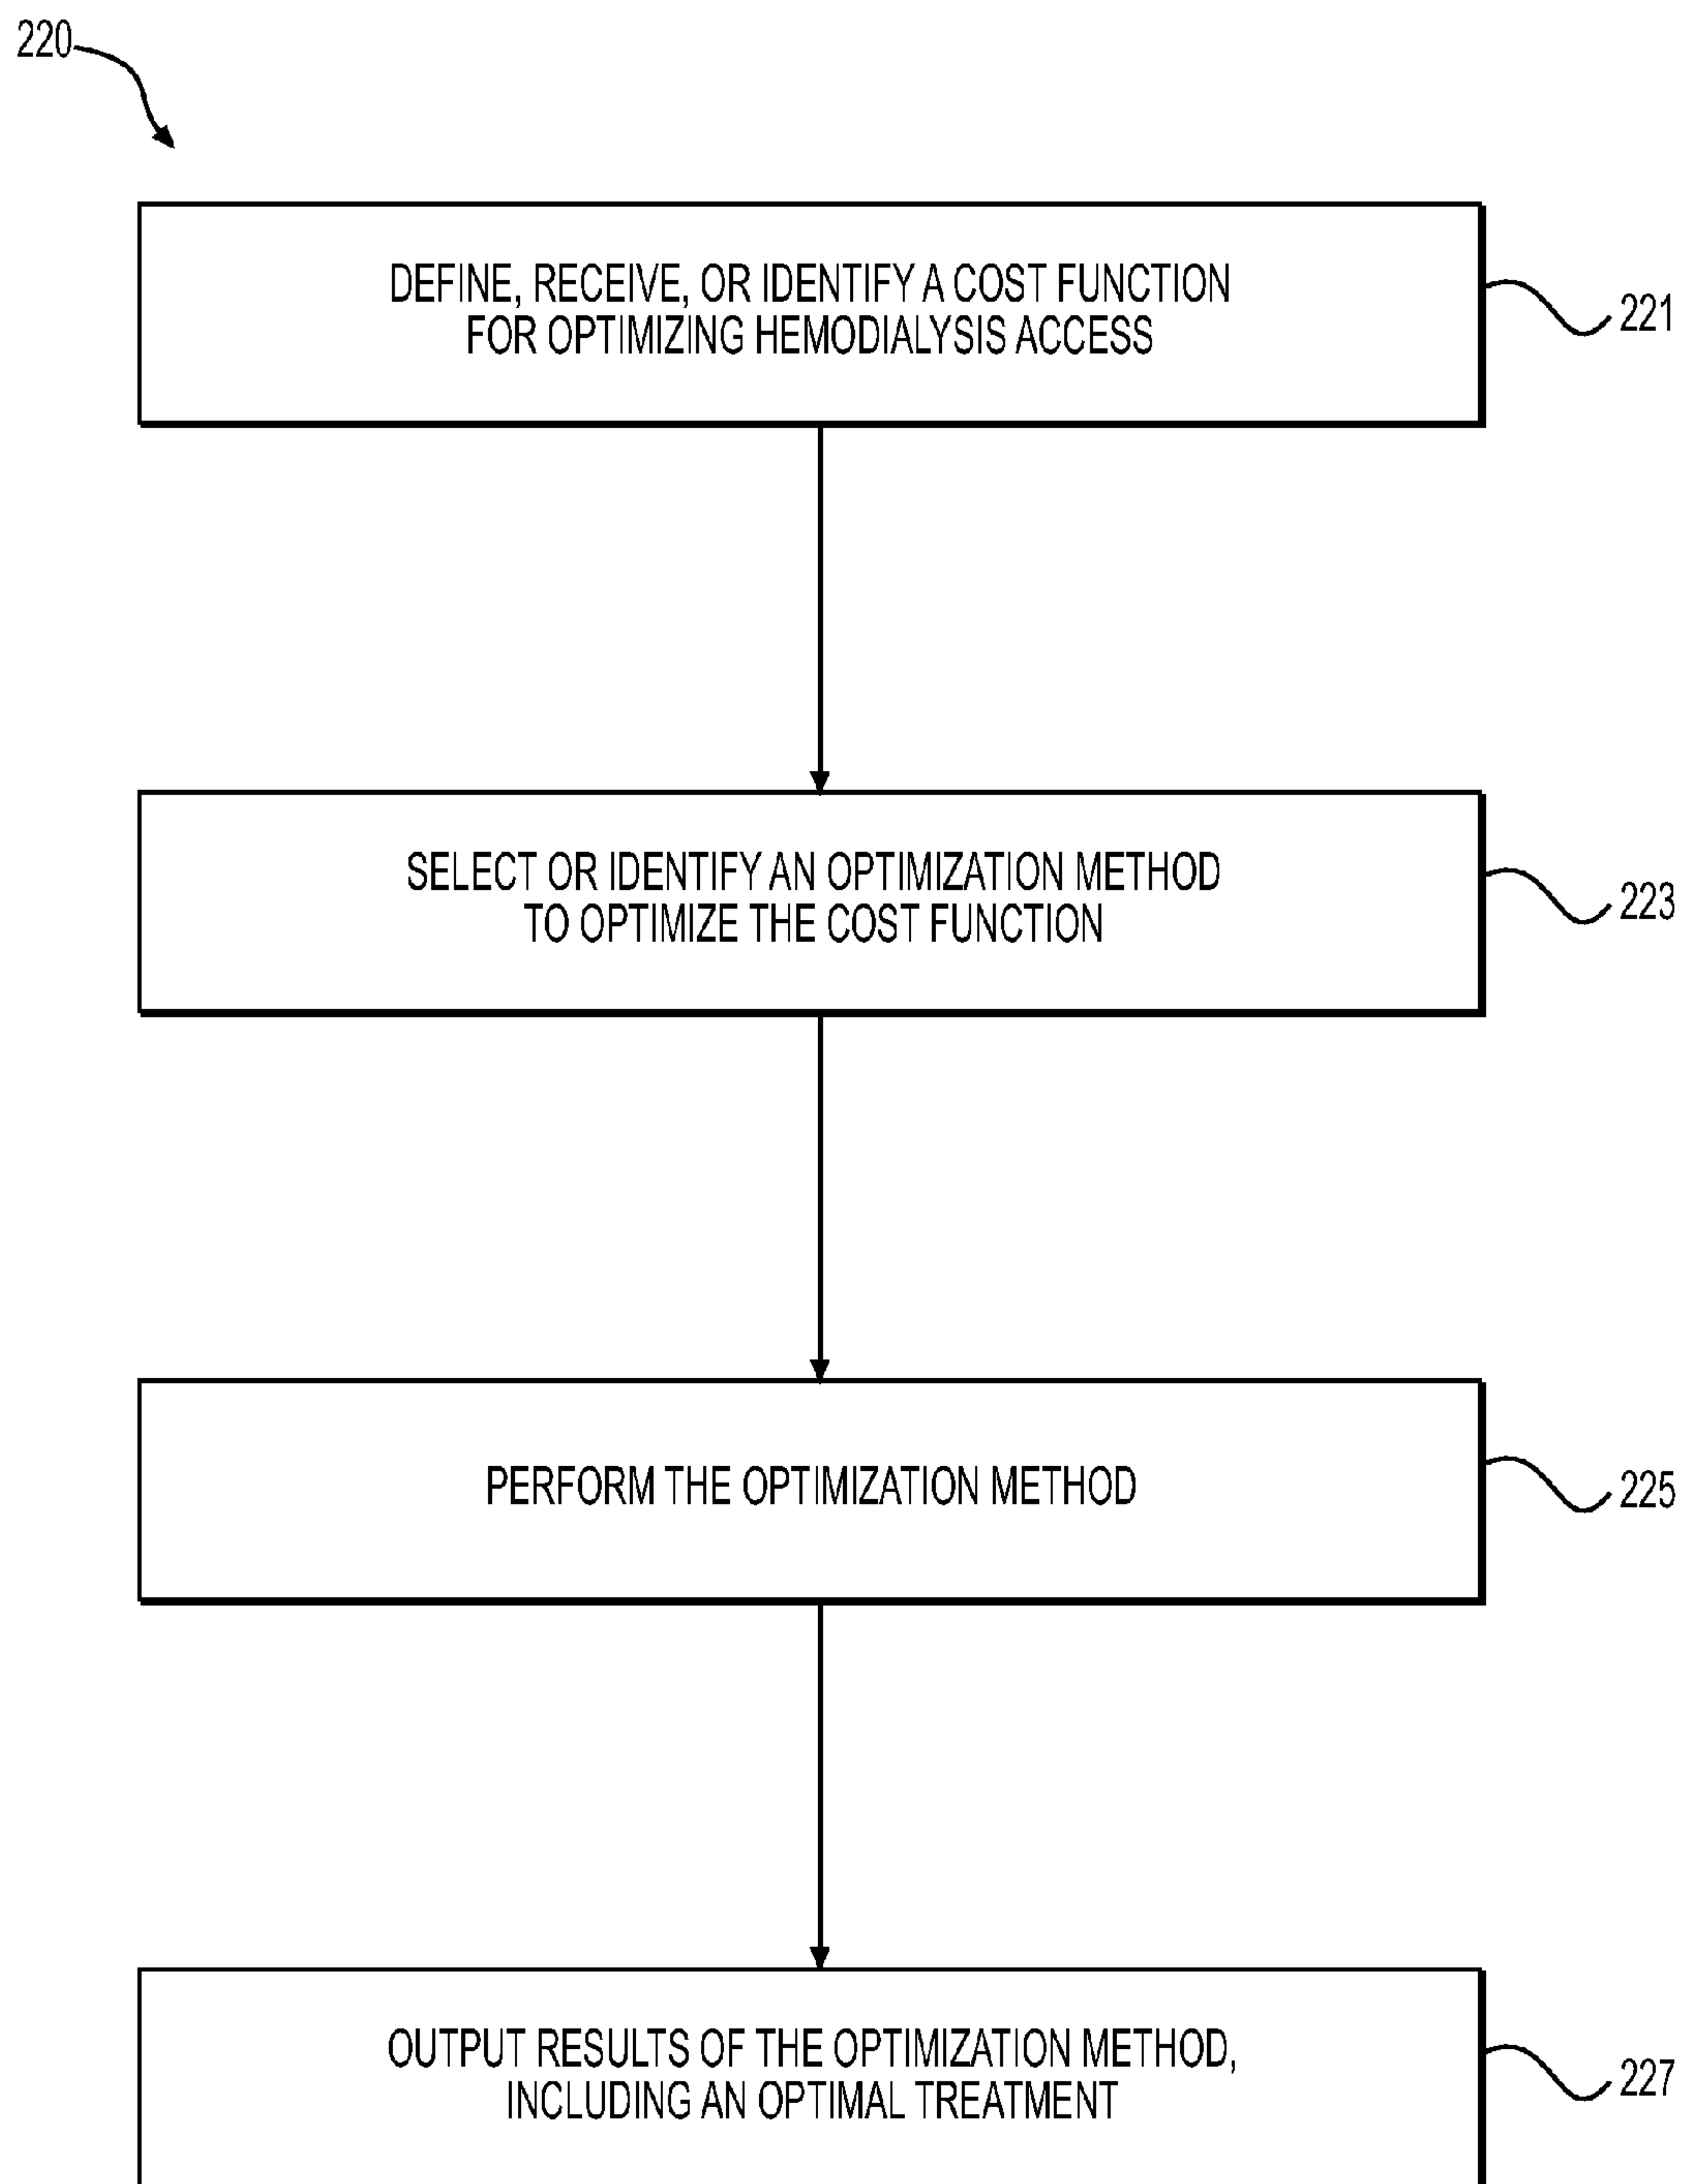 220
DEFINE, RECEIVE, OR IDENTIFY A COST FUNCTION
FOR OPTIMIZING HEMODIALYSIS ACCESS
221
SELECT OR IDENTIFY AN OPTIMIZATION METHOD
TO OPTIMIZE THE COST FUNCTION
223
PERFORM THE OPTIMIZATION METHOD
225
OUTPUT RESULTS OF THE OPTIMIZATION METHOD,
INCLUDING AN OPTIMAL TREATMENT
227